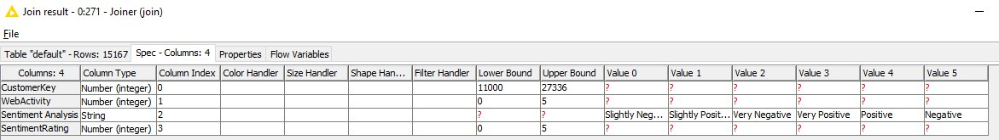 Join result - 0:271 - Joiner (join)
File
Table "default" - Rows: 15167 Spec - Columns: 4 Properties Flow Variables
Columns: 4 Column Type Column Index Color Handler Size Handler Shape Han... Filter Handler Lower Bound Upper Bound Value 0 Value 1 Value 2 Value 3 Value 4 Value 5
CustomerKey Number (integer) 0 11000 27336 ? ? ? ? ? ?
WebActivity Number (integer) 1 0 5 ? ? ? ? ? ?
Sentiment Analysis String 2 ? ? Slightly Neg... Slightly Posit... Very Negative Very Positive Positive Negative
SentimentRating Number (integer) 3 0 5 ? ? ? ? ? ?